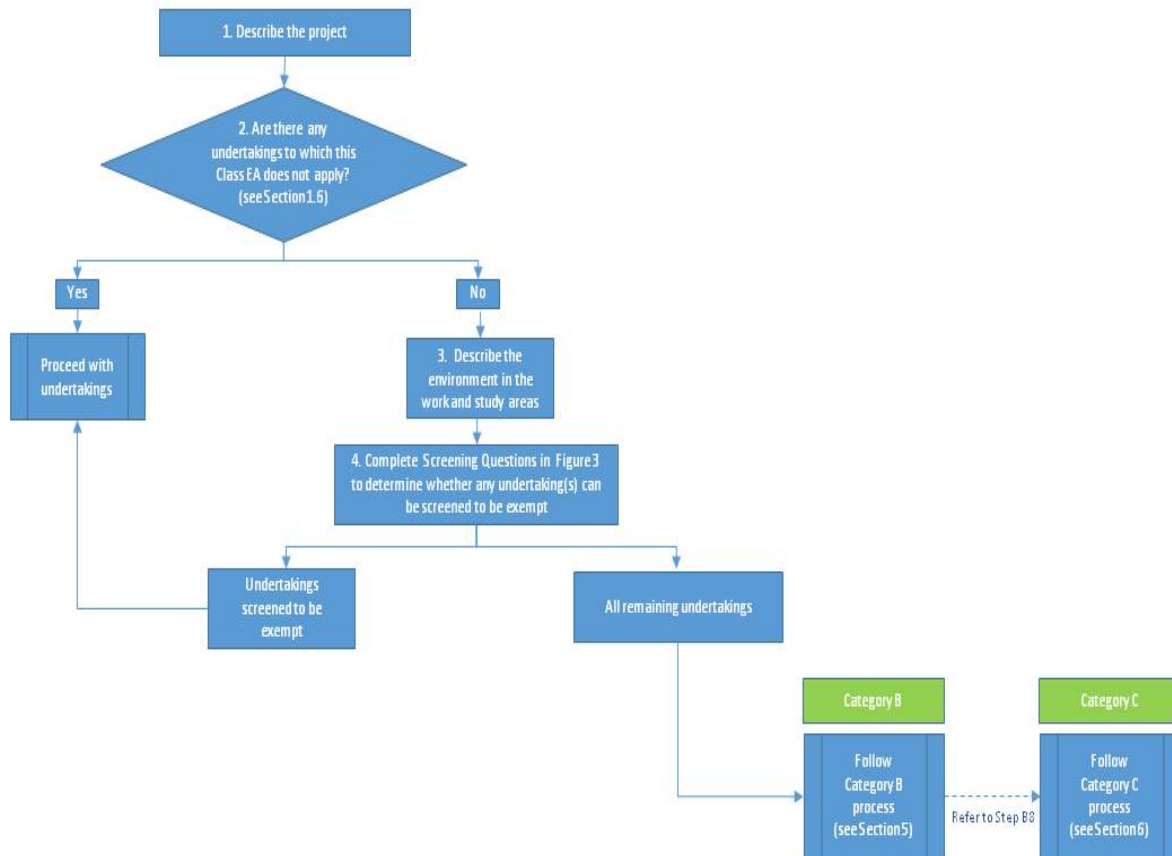 1. Describe the project
2. Are there any
undertakings to which this
Class EA does not apply?
(see Section 1.6)
Yes
No
Proceed with
undertakings
3. Describe the
environment in the
work and study areas
4. Complete Screening Questions in Figure 3
to determine whether any undertaking(s) can
be screened to be exempt
Undertakings
screened to be
exempt
All remaining undertakings
Category B
Category C
Follow
Category B
process
(see Section 5)
Refer to Step B8
Follow
Category C
process
(see Section 6)